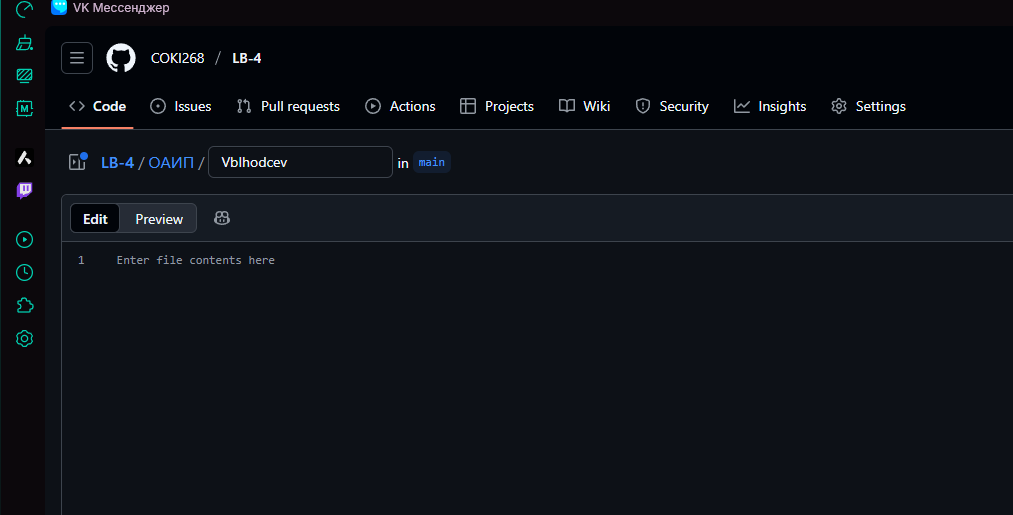 VK Мессенджер
COKI268 / LB-4
Code Issues Pull requests Actions Projects Wiki Security Insights Settings
LB-4 / ОАИП / Vblhodcev in main
Edit Preview
1 Enter file contents here